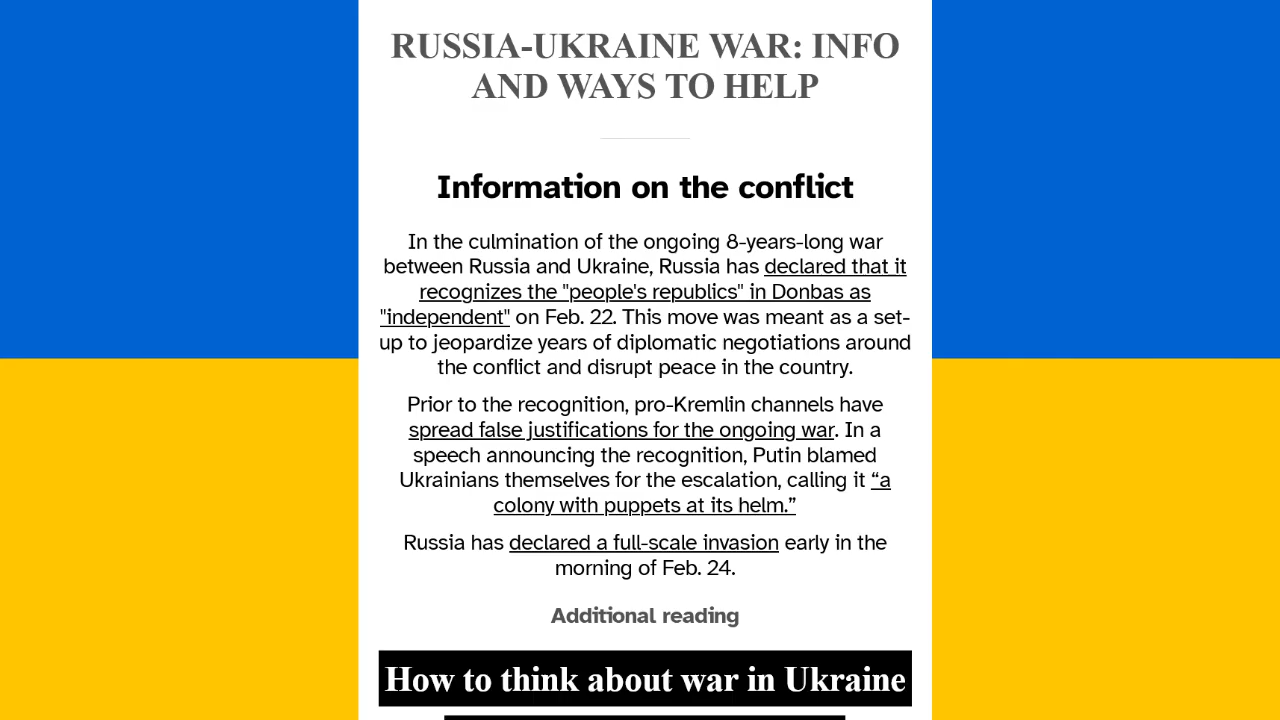 RUSSIA-UKRAINE WAR: INFO
AND WAYS TO HELP
Information on the conflict
In the culmination of the ongoing 8-years-long war
between Russia and Ukraine, Russia has declared that it
recognizes the "people's republics" in Donbas as
"independent" on Feb. 22. This move was meant as a set-
up to jeopardize years of diplomatic negotiations around
the conflict and disrupt peace in the country.
Prior to the recognition, pro-Kremlin channels have
spread false justifications for the ongoing war. In a
speech announcing the recognition, Putin blamed
Ukrainians themselves for the escalation, calling it “a
colony with puppets at its helm.”
Russia has declared a full-scale invasion early in the
morning of Feb. 24.
Additional reading
How to think about war in Ukraine